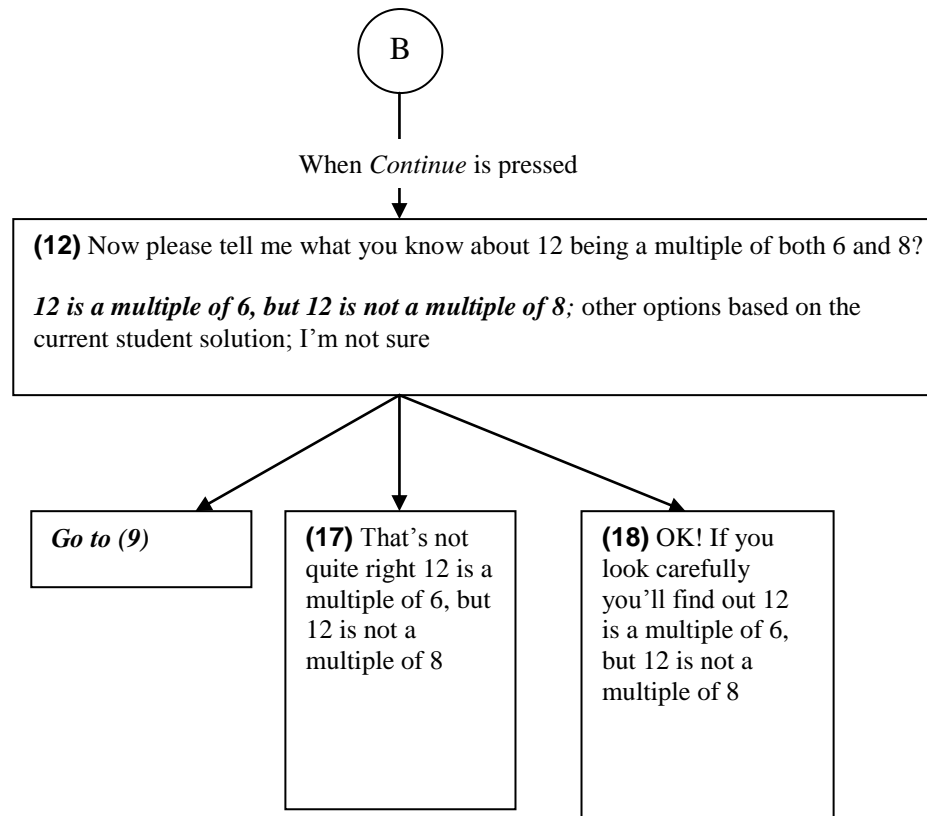 B
When Continue is pressed
(12) Now please tell me what you know about 12 being a multiple of both 6 and 8?
12 is a multiple of 6, but 12 is not a multiple of 8; other options based on the
current student solution; I'm not sure
Go to (9)
(17) That's not
quite right 12 is a
multiple of 6, but
12 is not a
multiple of 8
(18) OK! If you
look carefully
you'll find out 12
is a multiple of 6,
but 12 is not a
multiple of 8